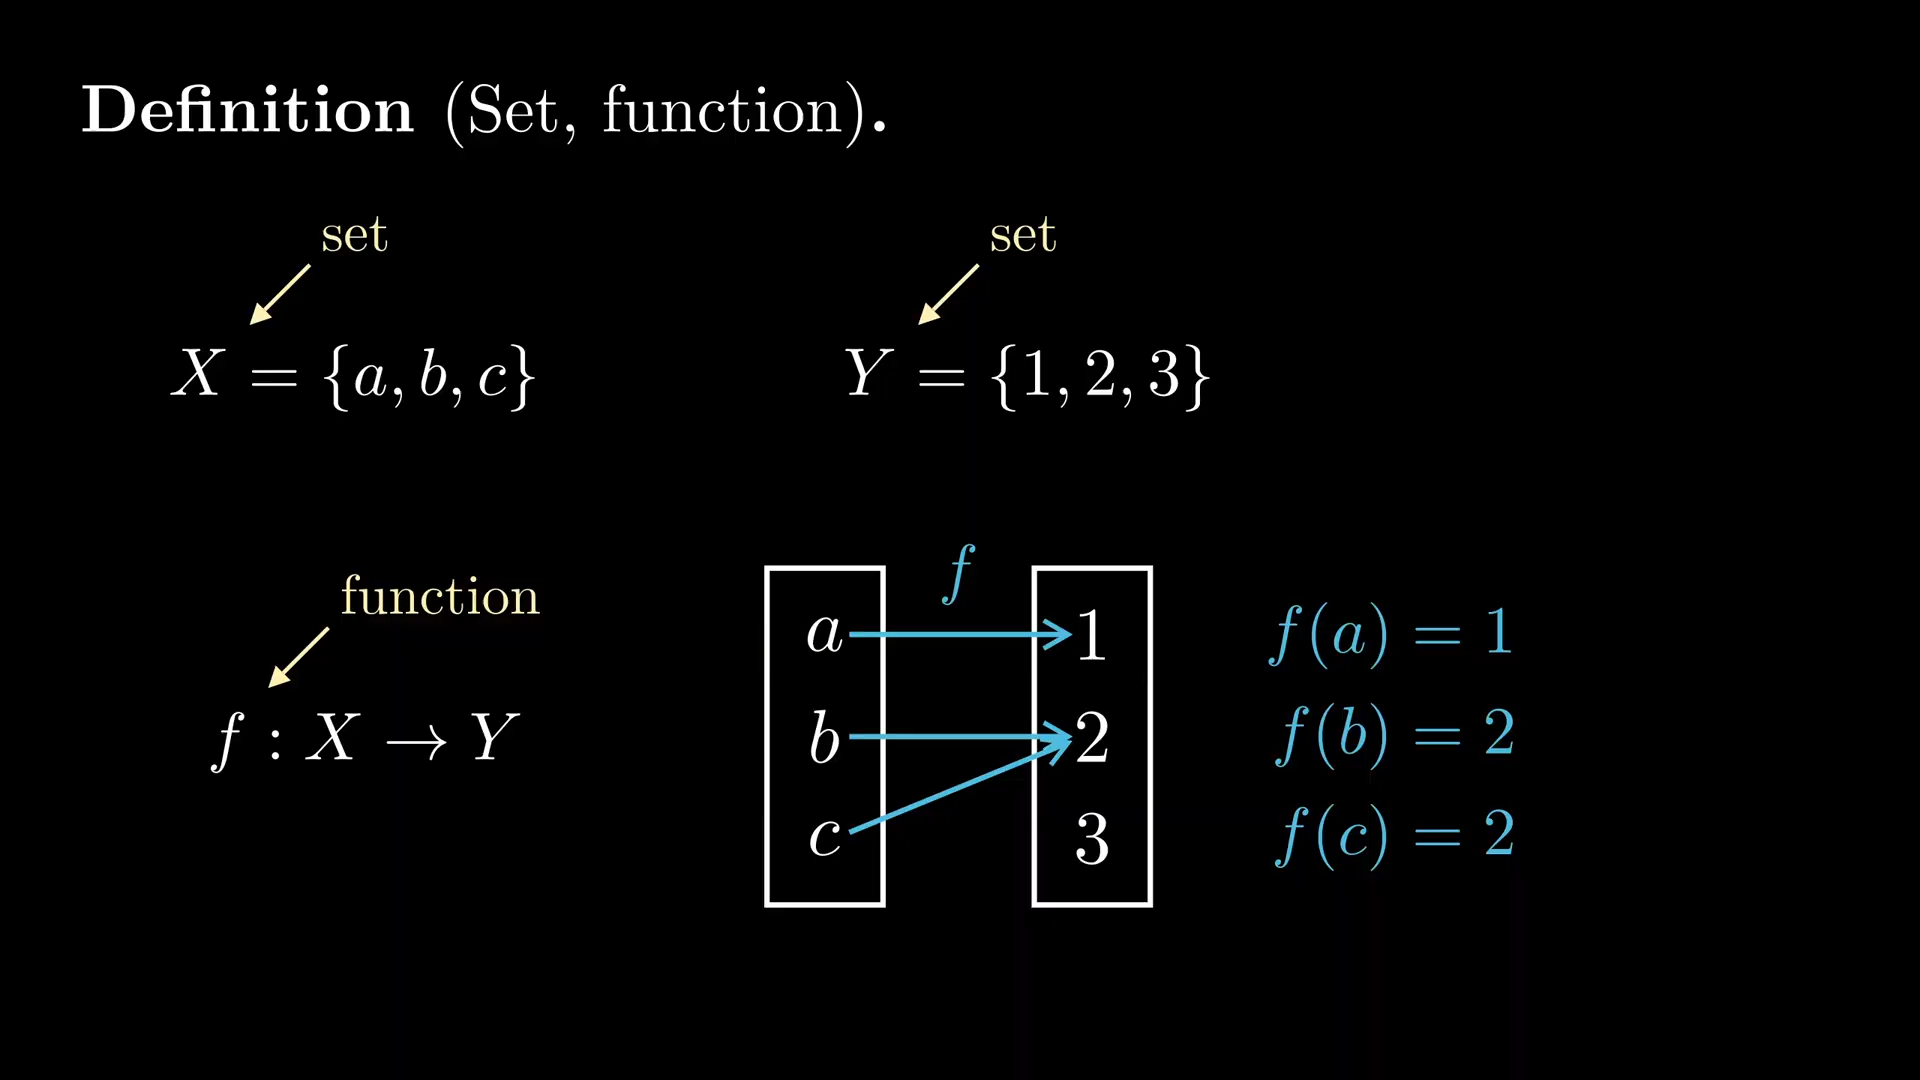 Definition (Set, function).
set set
X = {a, b, c} Y = {1, 2, 3}
function
f : X → Y
f
a 1 f(a) = 1
b 2 f(b) = 2
c 3 f(c) = 2